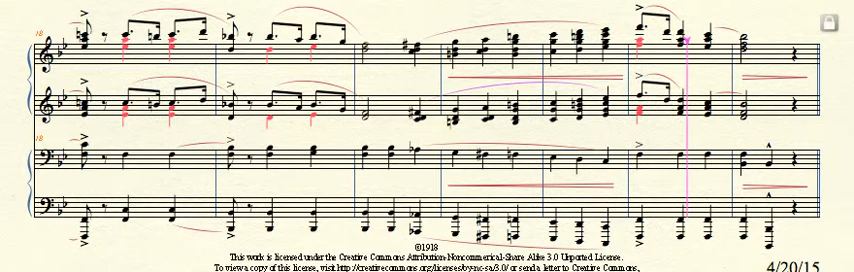 18
18
©1918
This work is licensed under the Creative Commons Attribution-Noncommerical-Share Alike 3.0 Unported License.
To view a copy of this license, visit http://creativecommons.org/licenses/by-nc-sa/3.0/ or send a letter to Creative Commons,
4/20/15